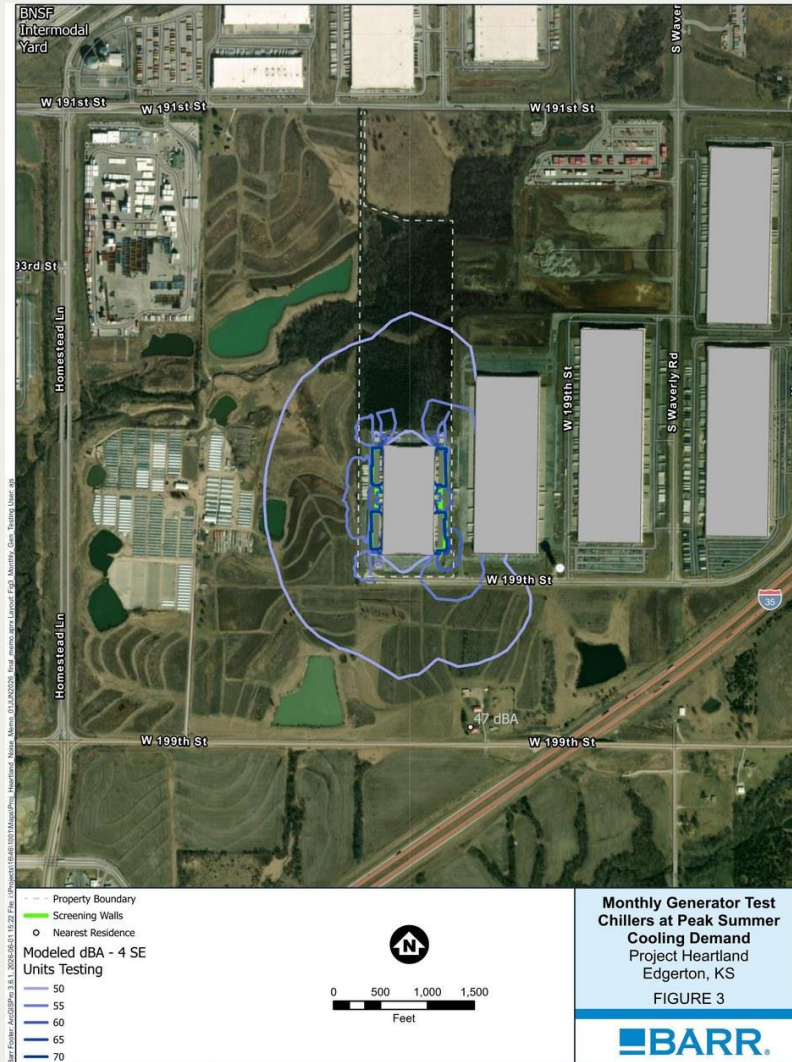 BNSF
Intermodal
Yard
S Waver
W 191st St
W 191st St
W 191st St
93rd St
Homestead Ln
W 199th St
S Waverly Rd
W 199th St
35
Homestead Ln
47 dBA
W 199th St
W 199th St
Property Boundary
Screening Walls
Nearest Residence
Modeled dBA - 4 SE
Units Testing
50
55
60
65
70
N
0 500 1,000 1,500
Feet
Monthly Generator Test
Chillers at Peak Summer
Cooling Demand
Project Heartland
Edgerton, KS
FIGURE 3
BARR